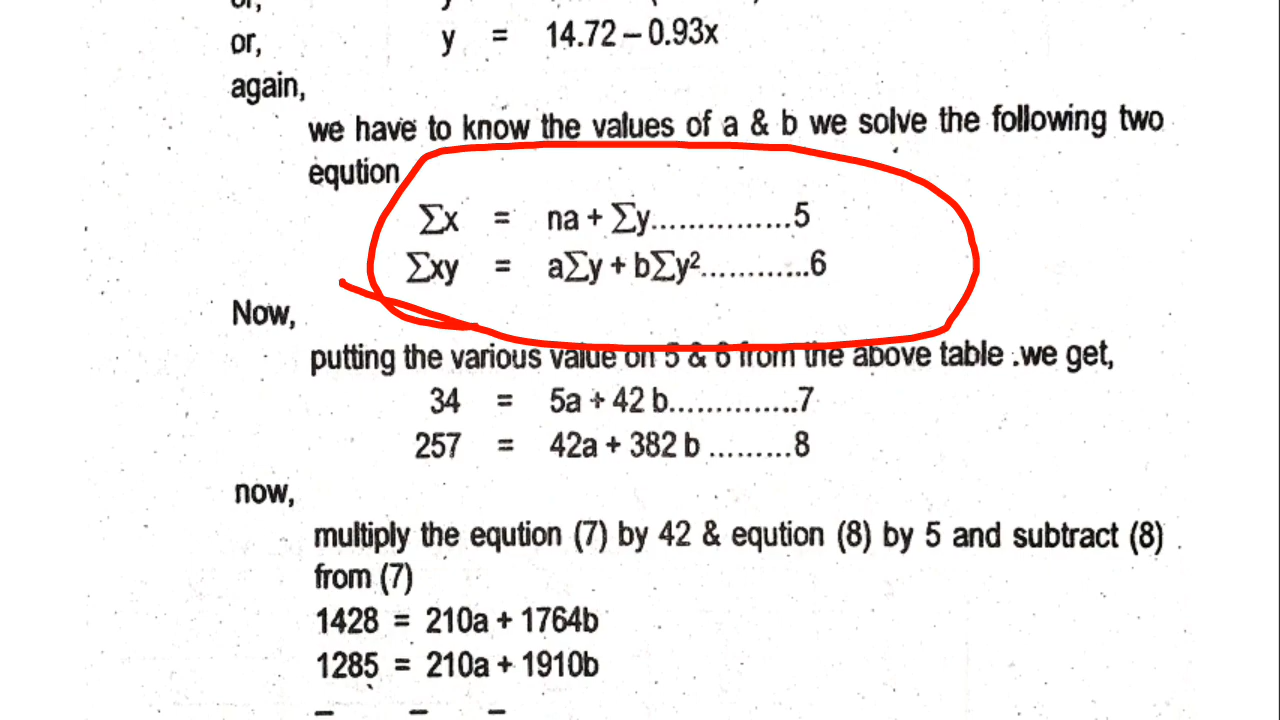 or,
y = 14.72 – 0.93x
again,
we have to know the values of a & b we solve the following two
eqution
∑x = na + ∑y..............5
∑xy = a∑y + b∑y²............6
Now,
putting the various value on 5 & 6 from the above table .we get,
34 = 5a + 42 b..............7
257 = 42a + 382 b .........8
now,
multiply the eqution (7) by 42 & eqution (8) by 5 and subtract (8)
from (7)
1428 = 210a + 1764b
1285 = 210a + 1910b
– – –